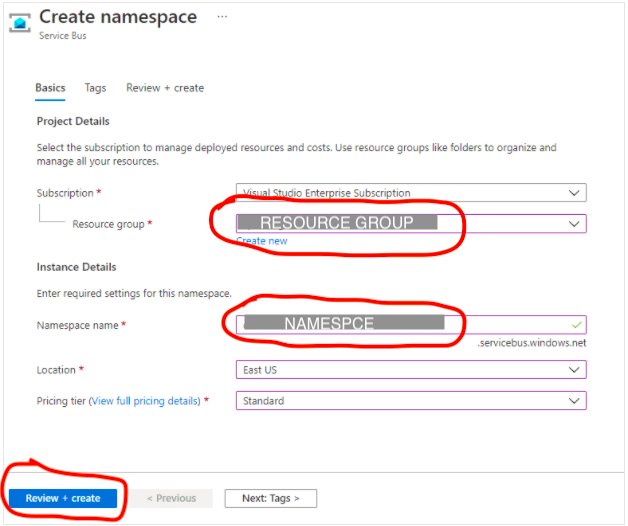 Create namespace ...
Service Bus
Basics Tags Review + create
Project Details
Select the subscription to manage deployed resources and costs. Use resource groups like folders to organize and
manage all your resources.
Subscription * Visual Studio Enterprise Subscription
Resource group * RESOURCE GROUP
Create new
Instance Details
Enter required settings for this namespace.
Namespace name * NAMESPCE
.servicebus.windows.net
Location * East US
Pricing tier (View full pricing details) * Standard
Review + create < Previous Next: Tags >